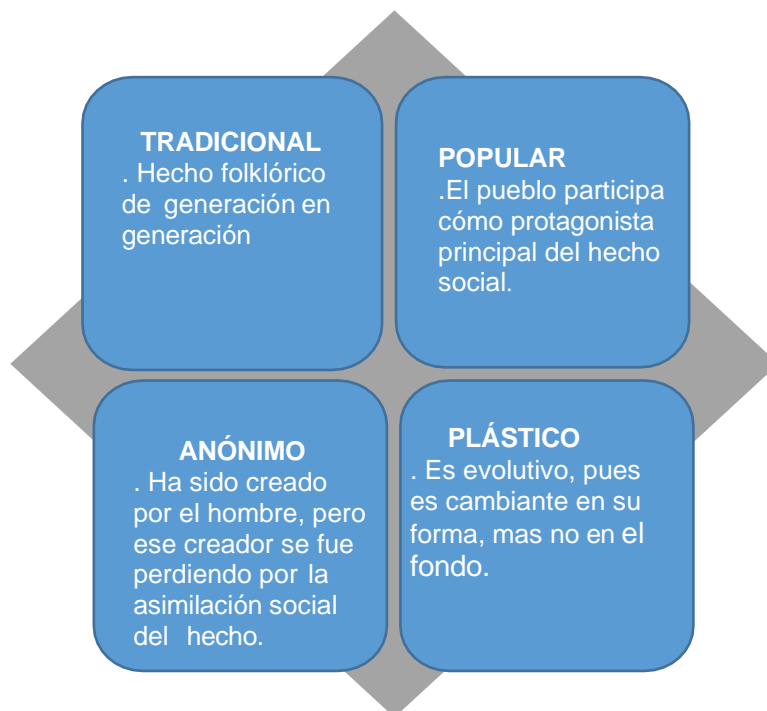 TRADICIONAL
. Hecho folklórico
de generación en
generación
POPULAR
.El pueblo participa
cómo protagonista
principal del hecho
social.
ANÓNIMO
. Ha sido creado
por el hombre, pero
ese creador se fue
perdiendo por la
asimilación social
del hecho.
PLÁSTICO
. Es evolutivo, pues
es cambiante en su
forma, mas no en el
fondo.